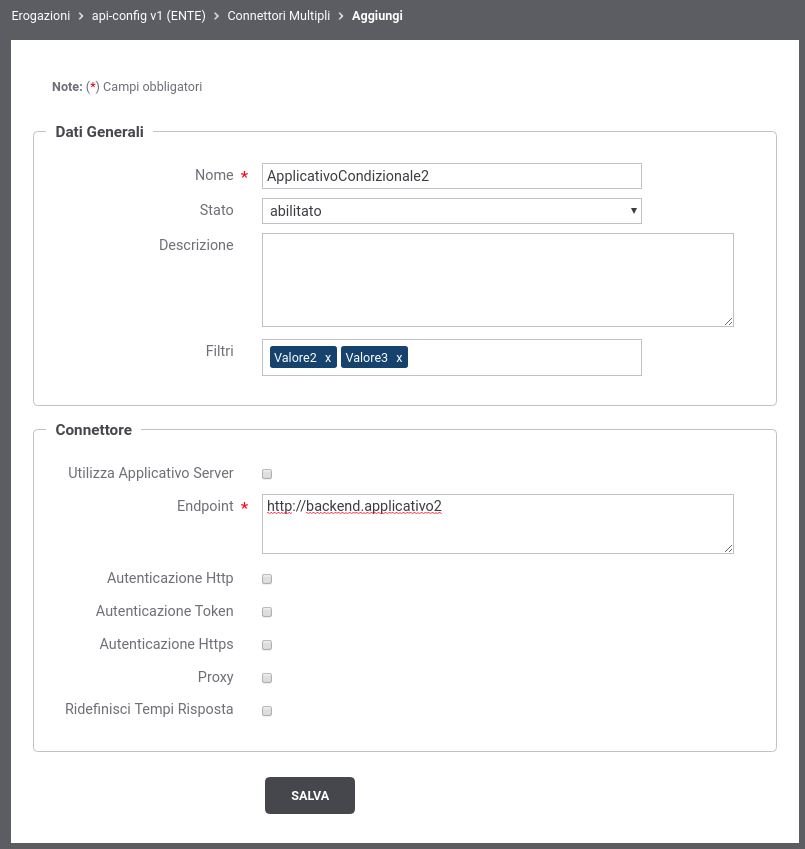 Erogazioni > api-config v1 (ENTE) > Connettori Multipli > Aggiungi
Note: (*) Campi obbligatori
Dati Generali
Nome * ApplicativoCondizionale2
Stato abilitato
Descrizione
Filtri Valore2 x Valore3 x
Connettore
Utilizza Applicativo Server
Endpoint * http://backend.applicativo2
Autenticazione Http
Autenticazione Token
Autenticazione Https
Proxy
Ridefinisci Tempi Risposta
SALVA